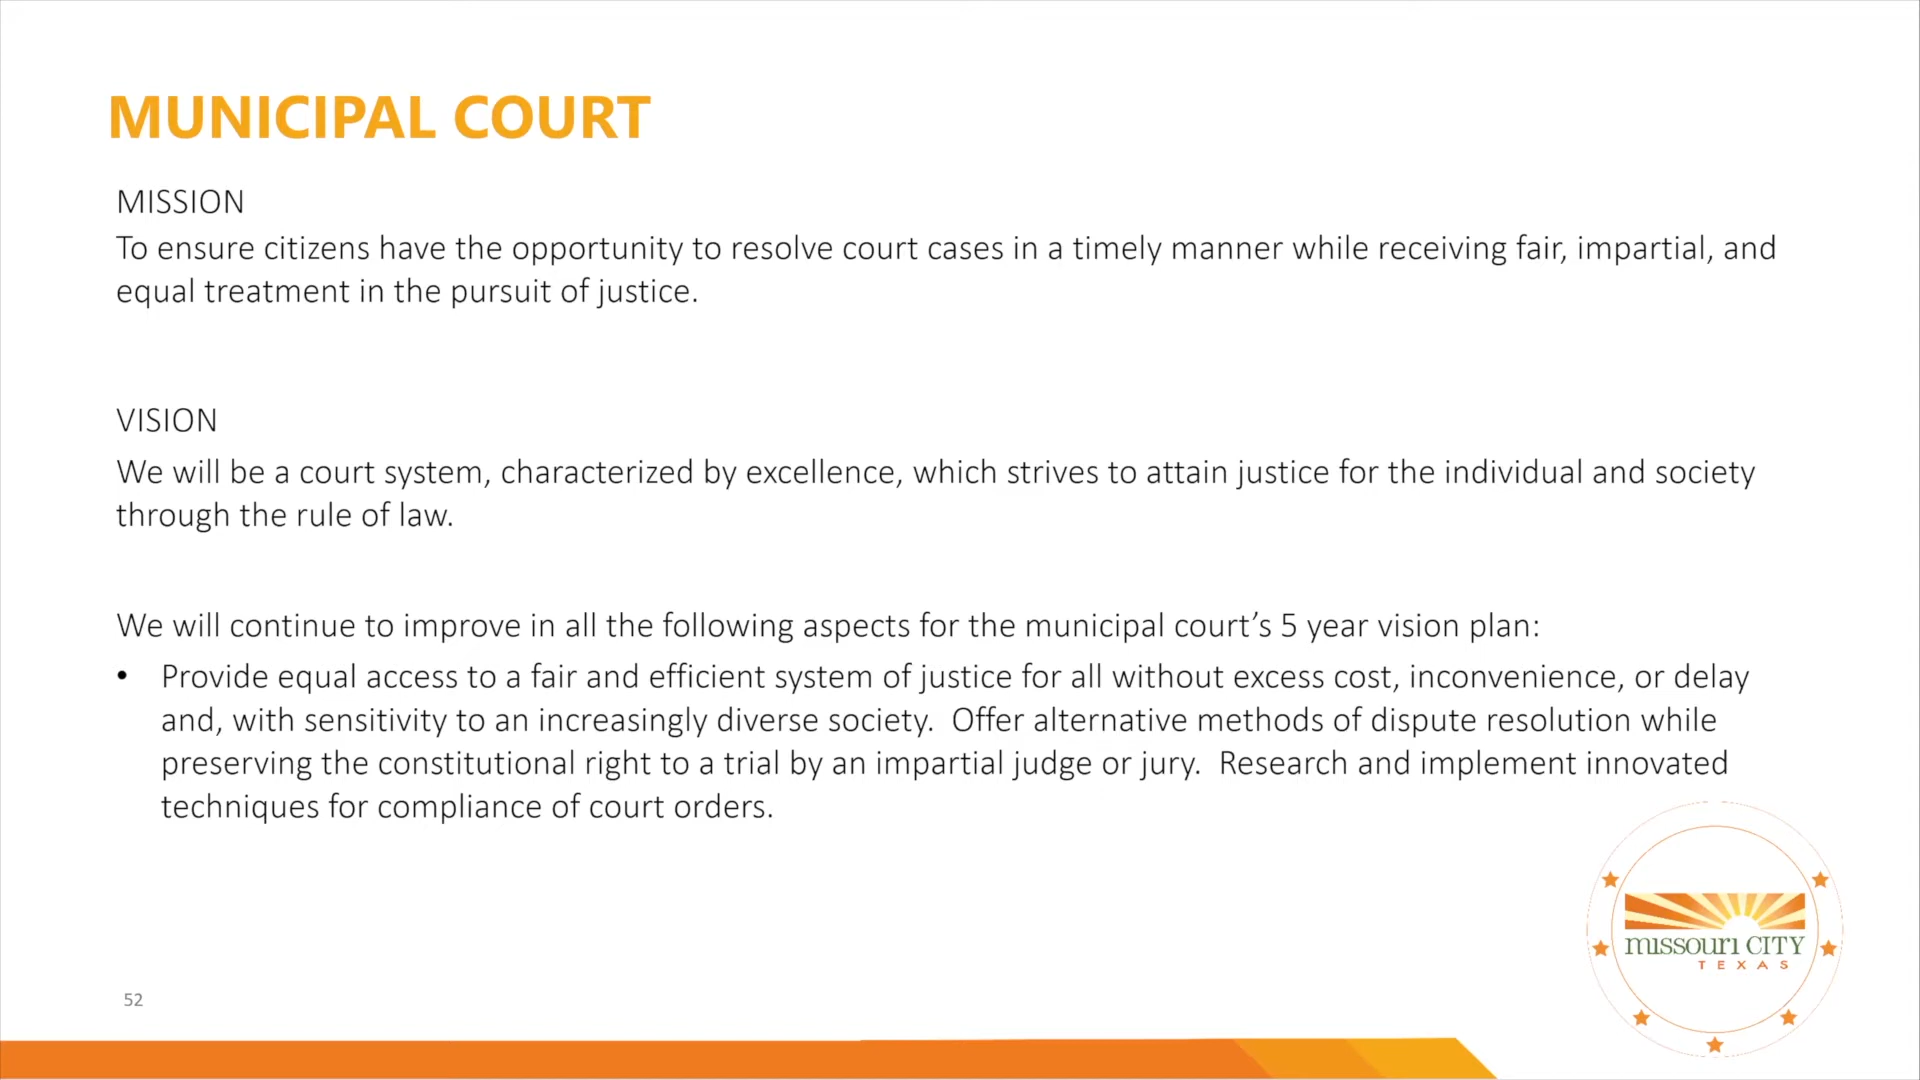 MUNICIPAL COURT
MISSION
To ensure citizens have the opportunity to resolve court cases in a timely manner while receiving fair, impartial, and
equal treatment in the pursuit of justice.
VISION
We will be a court system, characterized by excellence, which strives to attain justice for the individual and society
through the rule of law.
We will continue to improve in all the following aspects for the municipal court’s 5 year vision plan:
• Provide equal access to a fair and efficient system of justice for all without excess cost, inconvenience, or delay
and, with sensitivity to an increasingly diverse society.  Offer alternative methods of dispute resolution while
preserving the constitutional right to a trial by an impartial judge or jury.  Research and implement innovated
techniques for compliance of court orders.
missouri CITY
TEXAS
52